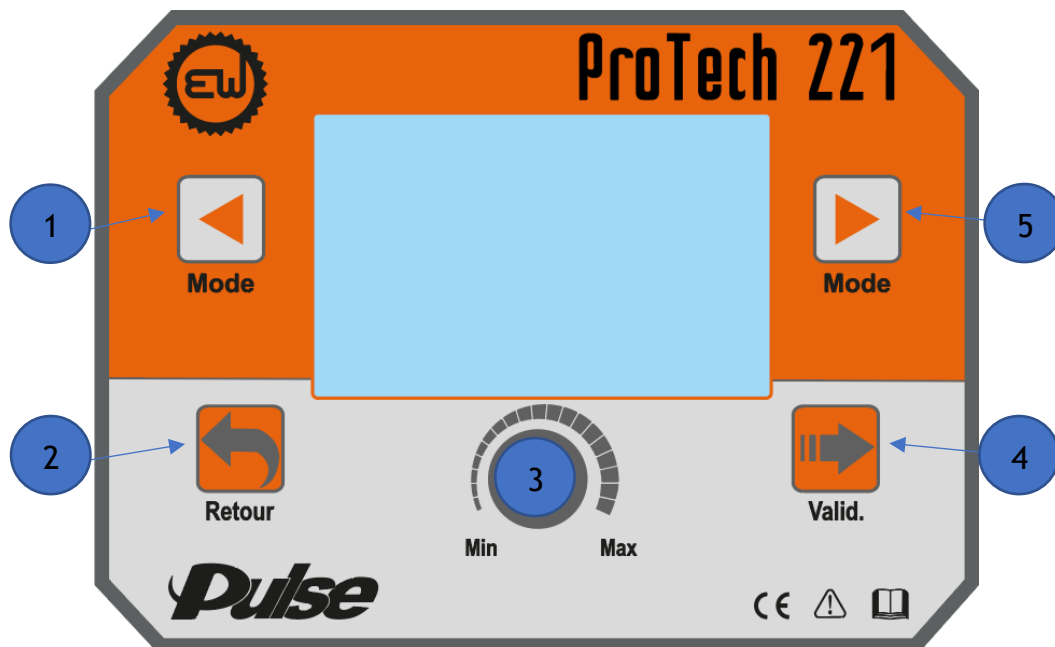 EW
ProTech 221
1
5
Mode
Mode
2
3
4
Retour
Valid.
Min
Max
Pulse
CE